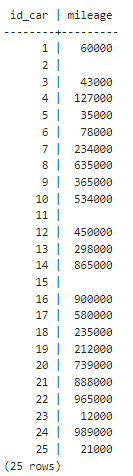 id_car | mileage
--------+---------
1 | 60000
2 |
3 | 43000
4 | 127000
5 | 35000
6 | 78000
7 | 234000
8 | 635000
9 | 365000
10 | 534000
11 |
12 | 450000
13 | 298000
14 | 865000
15 |
16 | 900000
17 | 580000
18 | 235000
19 | 212000
20 | 739000
21 | 888000
22 | 965000
23 | 12000
24 | 989000
25 | 21000
(25 rows)